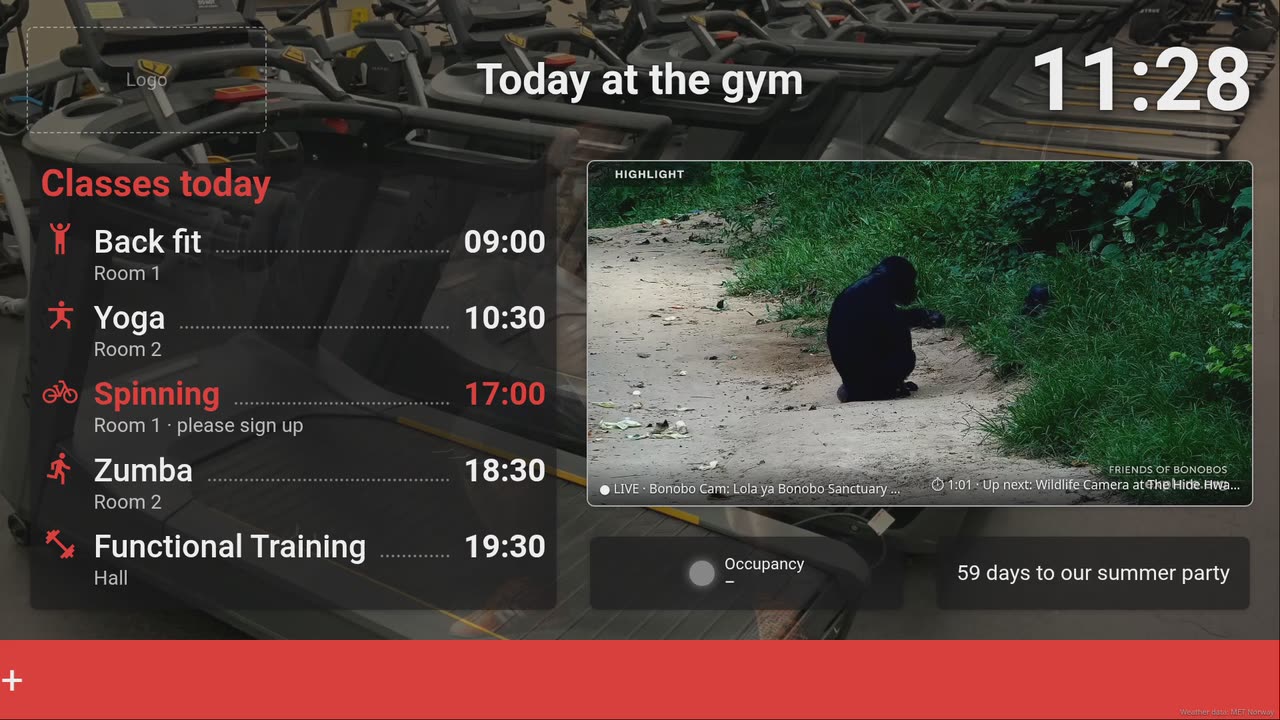 Logo
Today at the gym
11:28
Classes today
Back fit 09:00
Room 1
Yoga 10:30
Room 2
Spinning 17:00
Room 1 · please sign up
Zumba 18:30
Room 2
Functional Training 19:30
Hall
HIGHLIGHT
FRIENDS OF BONOBOS
LIVE · Bonobo Cam: Lola ya Bonobo Sanctuary ...
1:01 · Up next: Wildlife Camera at The Hide Hwa...
Occupancy
–
59 days to our summer party
+
Weather data: MET Norway